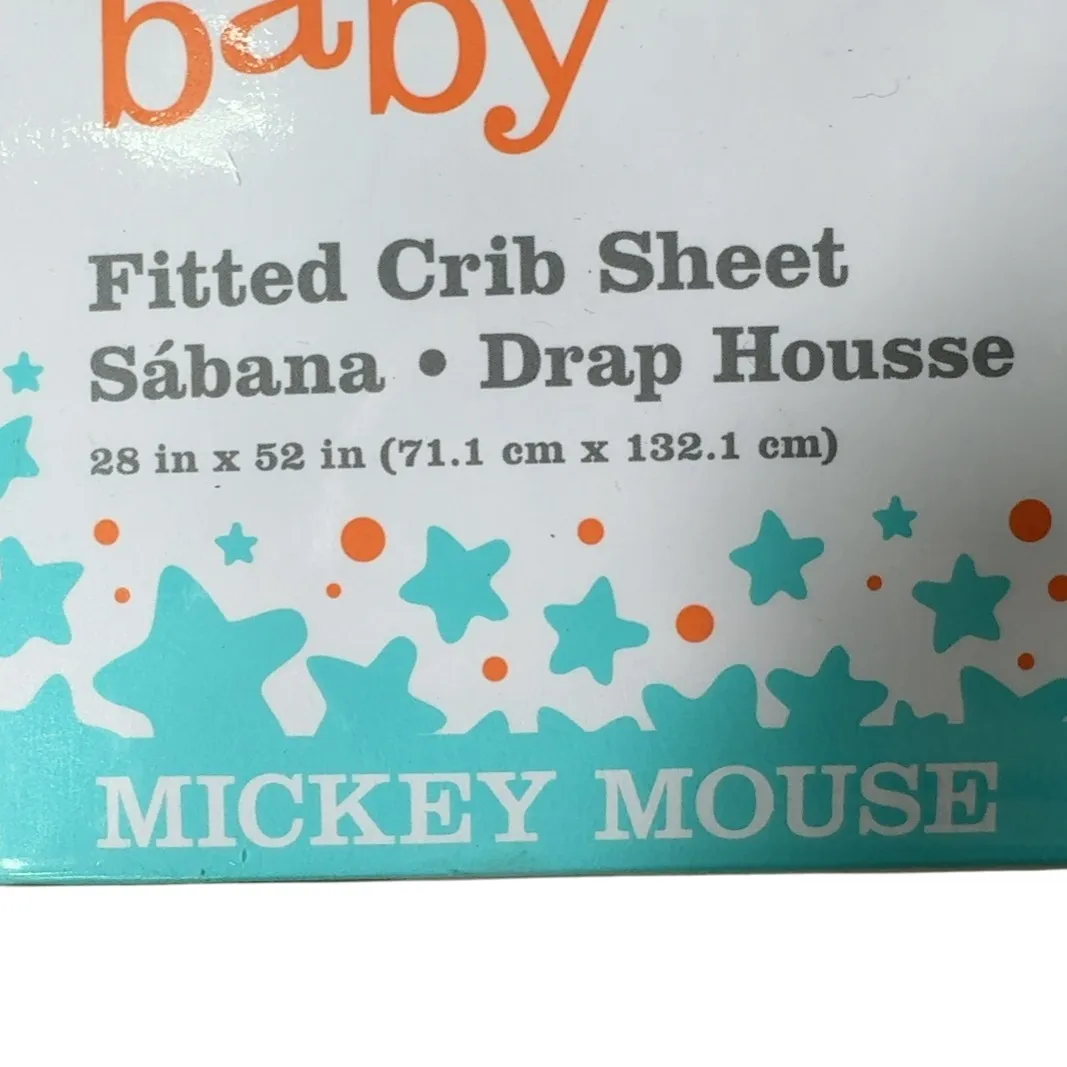 baby
Fitted Crib Sheet
Sábana • Drap Housse
28 in x 52 in (71.1 cm x 132.1 cm)
MICKEY MOUSE